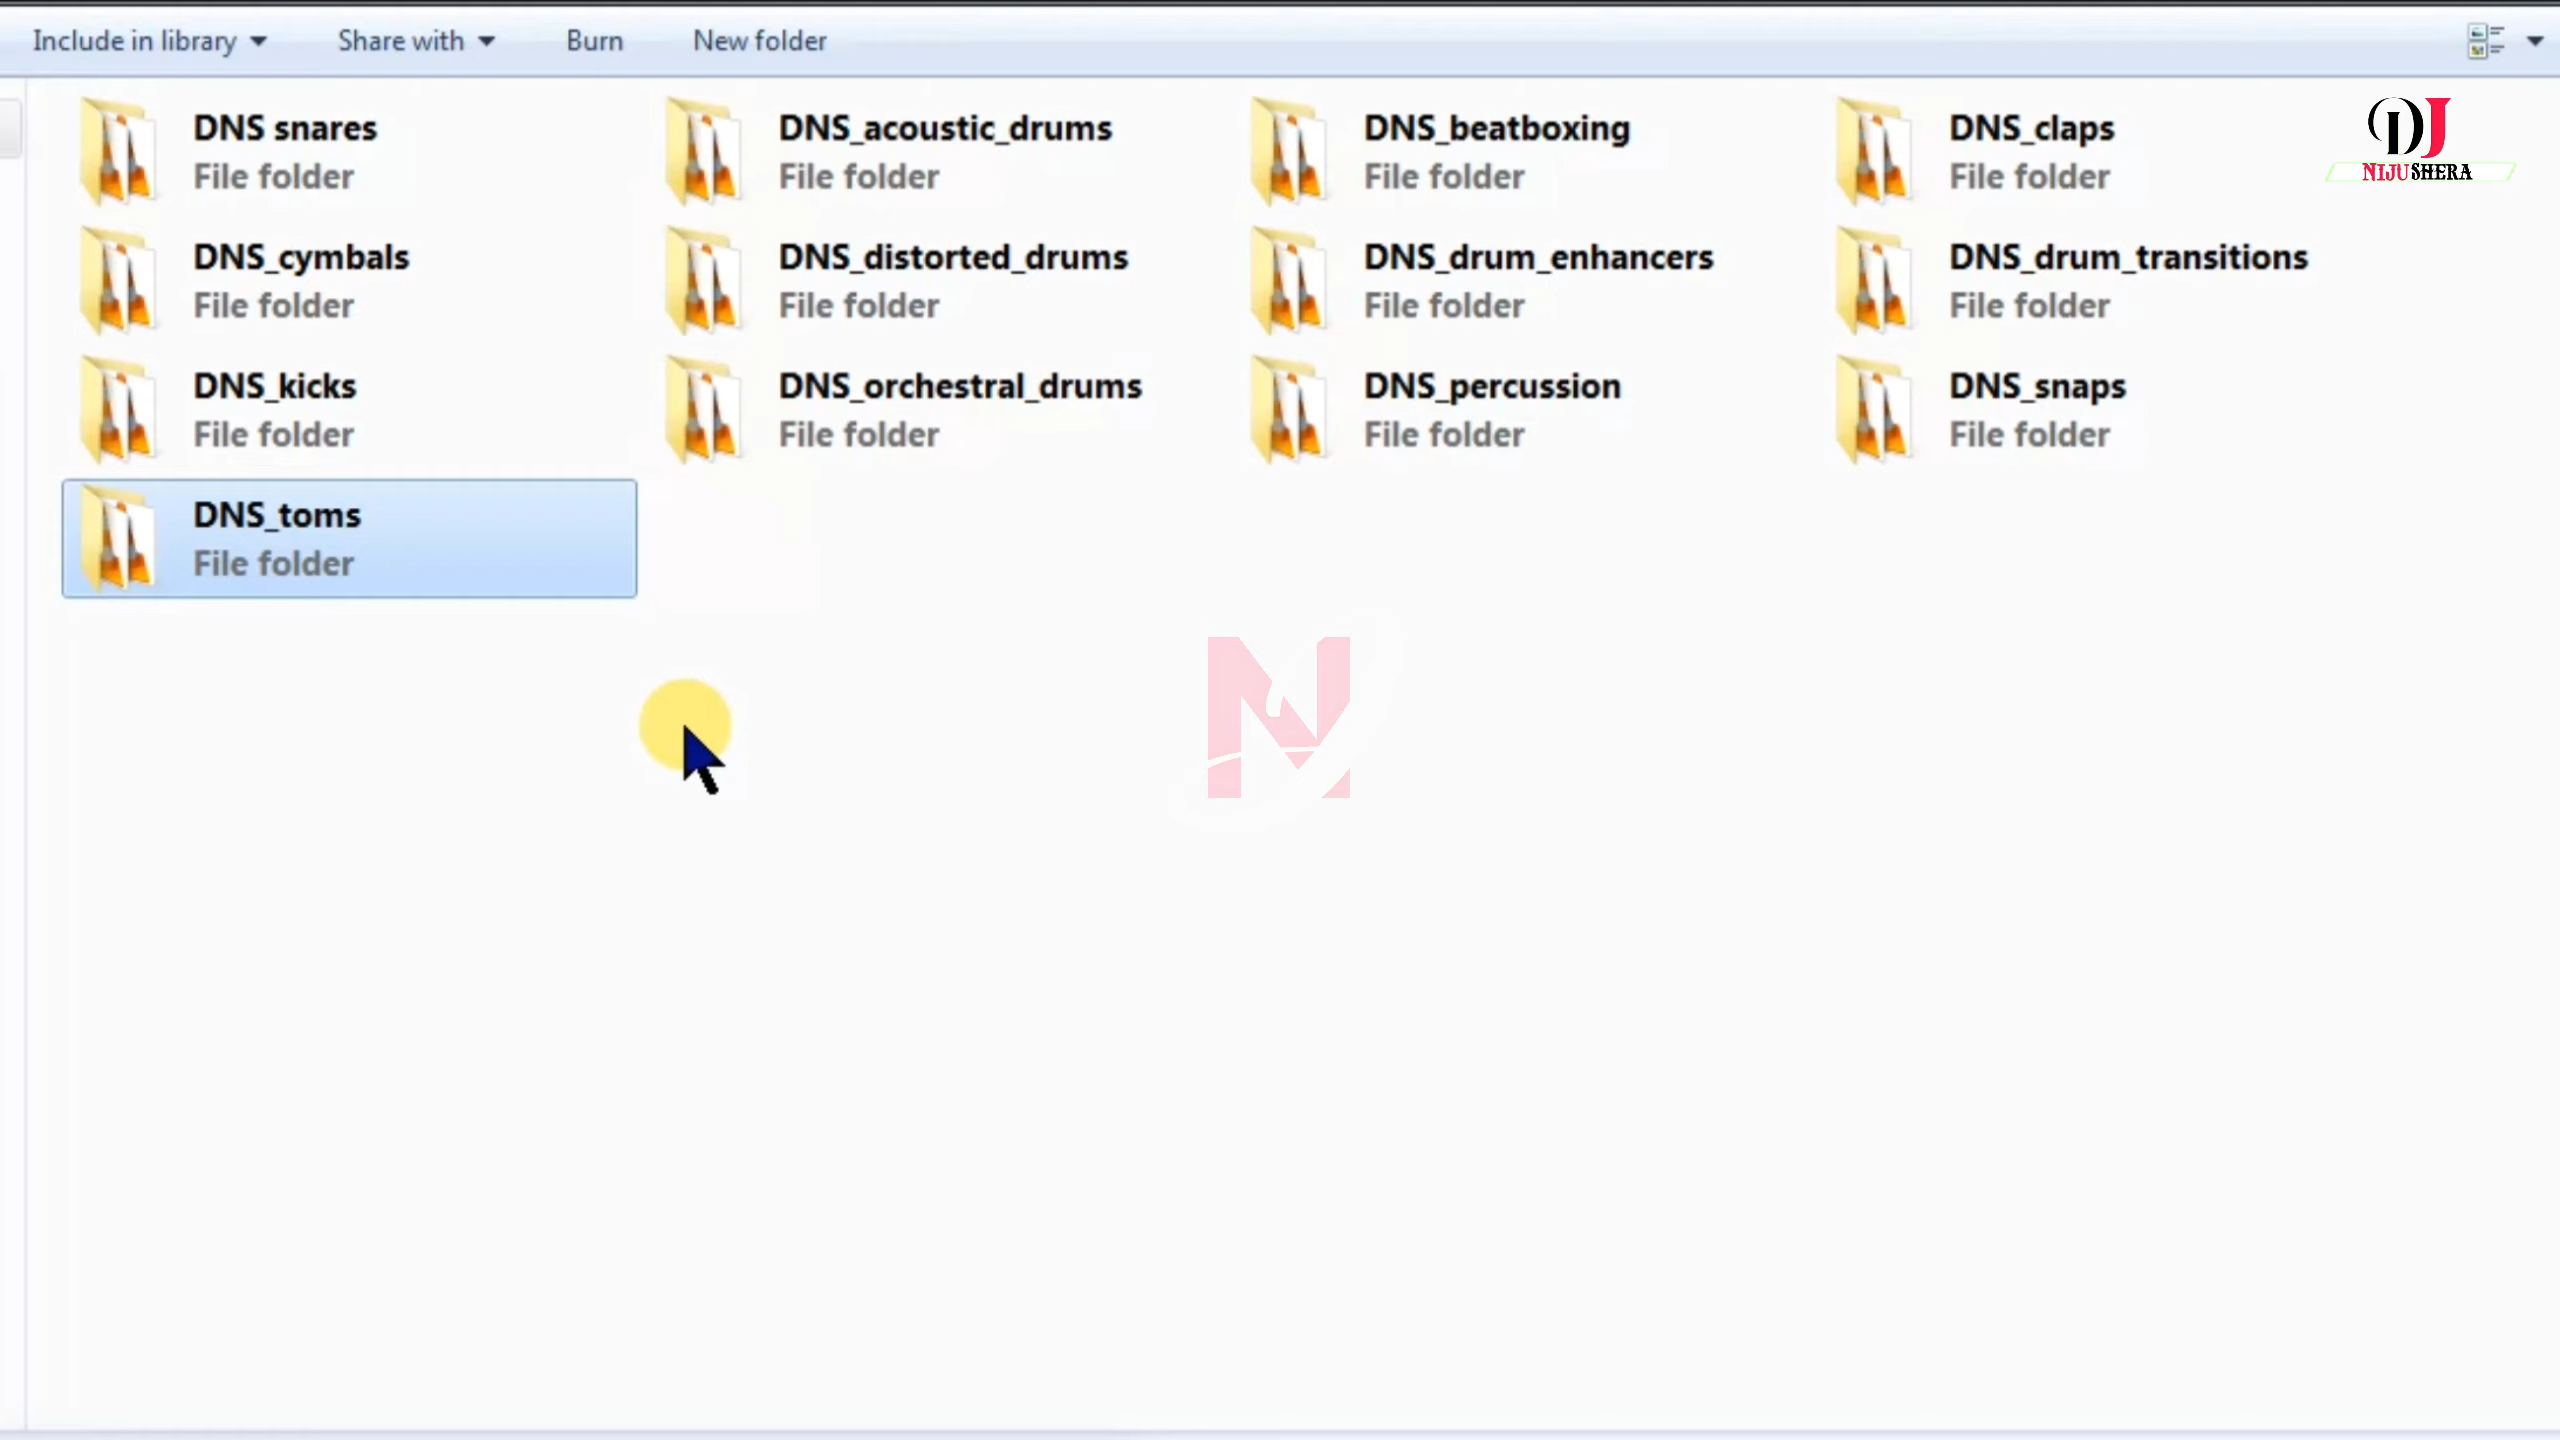 Include in library Share with Burn New folder
DNS snares
File folder
DNS_acoustic_drums
File folder
DNS_beatboxing
File folder
DNS_claps
File folder
DJ
NIJUSHERA
DNS_cymbals
File folder
DNS_distorted_drums
File folder
DNS_drum_enhancers
File folder
DNS_drum_transitions
File folder
DNS_kicks
File folder
DNS_orchestral_drums
File folder
DNS_percussion
File folder
DNS_snaps
File folder
DNS_toms
File folder
N